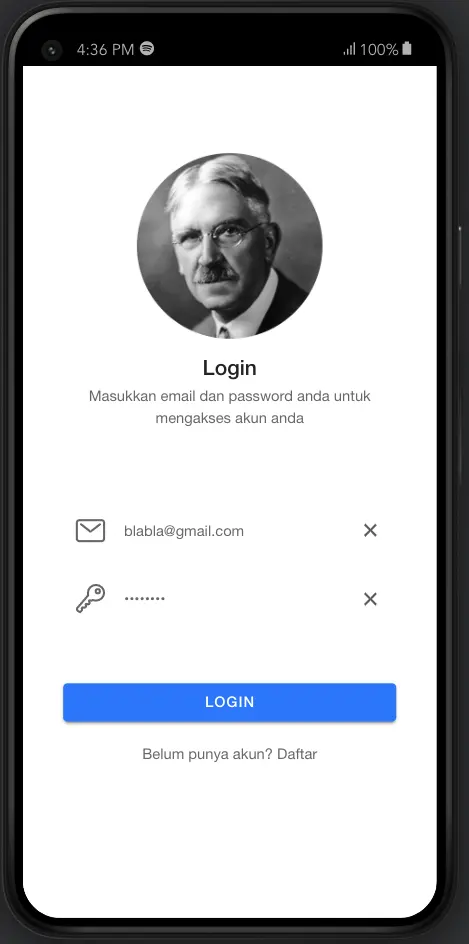 4:36 PM 100%
Login
Masukkan email dan password anda untuk
mengakses akun anda
blabla@gmail.com
••••••••
LOGIN
Belum punya akun? Daftar